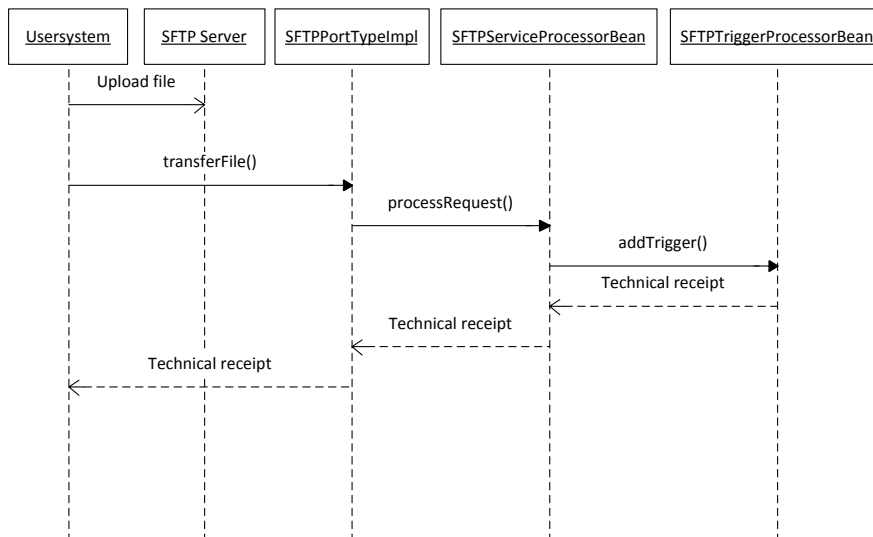 Usersystem
SFTP Server
SFTPPortTypeImpl
SFTPServiceProcessorBean
SFTPTriggerProcessorBean
Upload file
transferFile()
processRequest()
addTrigger()
Technical receipt
Technical receipt
Technical receipt